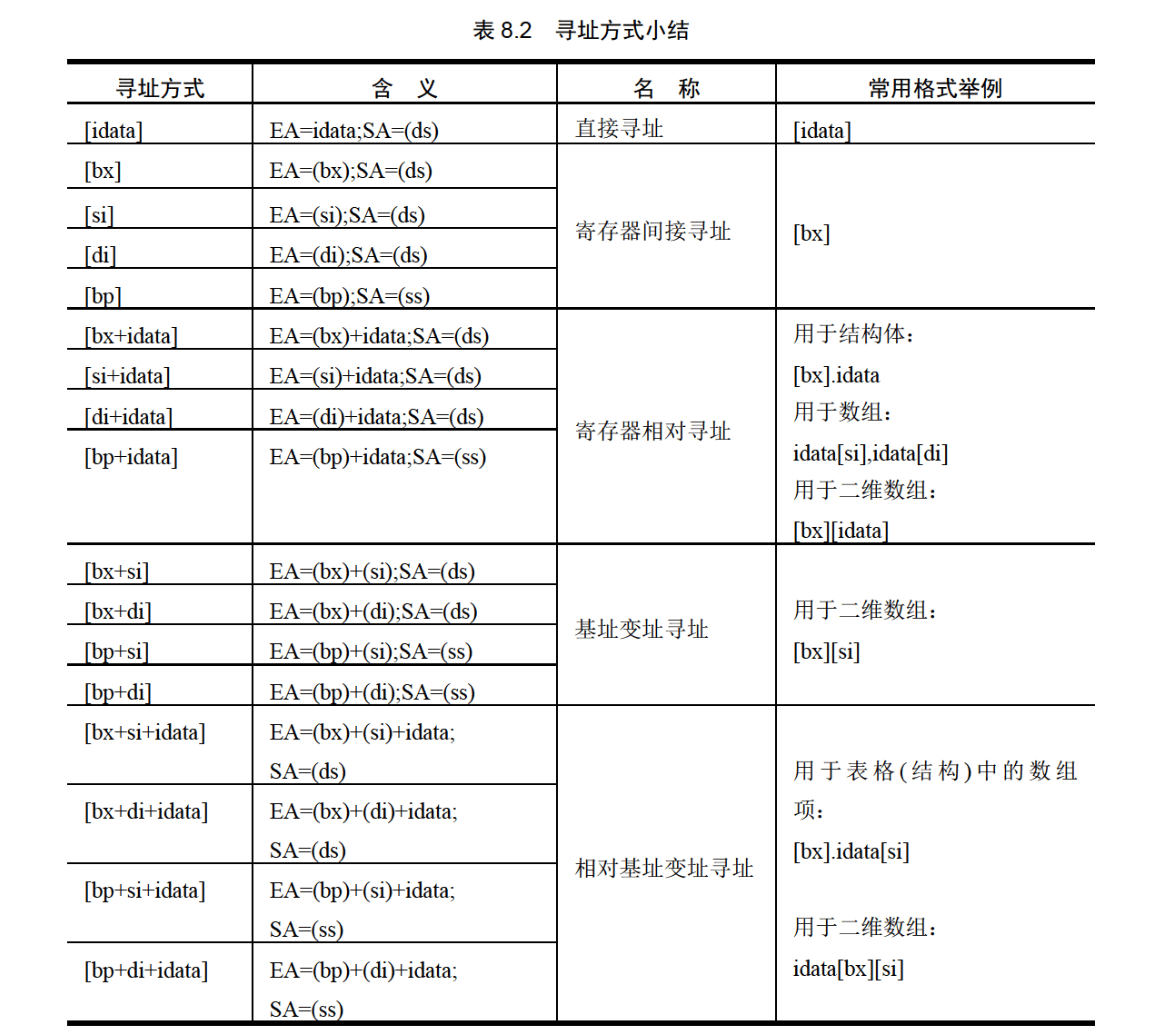 表 8.2 寻址方式小结
寻址方式 含 义 名 称 常用格式举例
[idata] EA=idata;SA=(ds) 直接寻址 [idata]
[bx] EA=(bx);SA=(ds)
[si] EA=(si);SA=(ds)
[di] EA=(di);SA=(ds)
[bp] EA=(bp);SA=(ss)
寄存器间接寻址 [bx]
[bx+idata] EA=(bx)+idata;SA=(ds)
[si+idata] EA=(si)+idata;SA=(ds)
[di+idata] EA=(di)+idata;SA=(ds)
[bp+idata] EA=(bp)+idata;SA=(ss)
寄存器相对寻址
用于结构体：
[bx].idata
用于数组：
idata[si],idata[di]
用于二维数组：
[bx][idata]
[bx+si] EA=(bx)+(si);SA=(ds)
[bx+di] EA=(bx)+(di);SA=(ds)
[bp+si] EA=(bp)+(si);SA=(ss)
[bp+di] EA=(bp)+(di);SA=(ss)
基址变址寻址
用于二维数组：
[bx][si]
[bx+si+idata] EA=(bx)+(si)+idata;
SA=(ds)
[bx+di+idata] EA=(bx)+(di)+idata;
SA=(ds)
[bp+si+idata] EA=(bp)+(si)+idata;
SA=(ss)
[bp+di+idata] EA=(bp)+(di)+idata;
SA=(ss)
相对基址变址寻址
用于表格(结构)中的数组
项：
[bx].idata[si]
用于二维数组：
idata[bx][si]